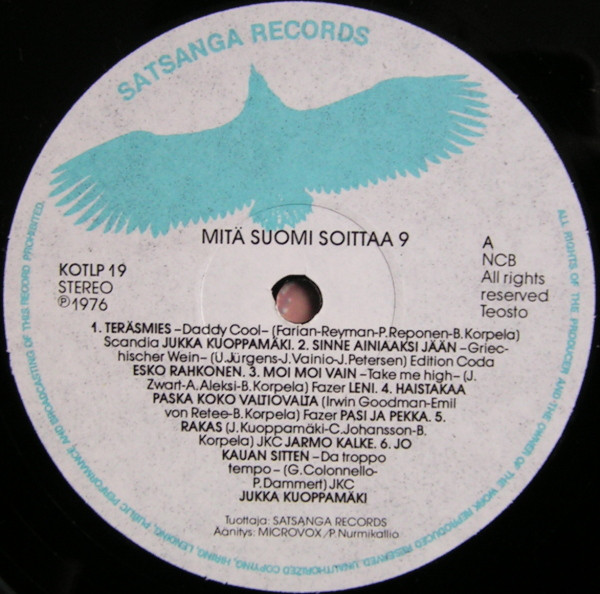 SATSANGA RECORDS
MITÄ SUOMI SOITTAA 9
KOTLP 19
STEREO
℗1976
A
NCB
All rights
reserved
Teosto
1. TERÄSMIES –Daddy Cool– (Farian-Reyman-P.Reponen-B. Korpela)
Scandia JUKKA KUOPPAMÄKI. 2. SINNE AINIAAKSI JÄÄN –Griec-
hischer Wein– (U.Jürgens-J.Vainio-J.Petersen) Edition Coda
ESKO RAHKONEN. 3. MOI MOI VAIN –Take me high– (J.
Zwart-A.Aleksi-B.Korpela) Fazer LENI. 4. HAISTAKAA
PASKA KOKO VALTIOVALTA (Irwin Goodman-Emil
von Retee-B.Korpela) Fazer PASI JA PEKKA. 5.
RAKAS (J.Kuoppamäki-C.Johansson-B.
Korpela) JKC JARMO KALKE. 6. JO
KAUAN SITTEN –Da troppo
tempo– (G.Colonnello-
P.Dammert) JKC
JUKKA KUOPPAMÄKI
Tuottaja: SATSANGA RECORDS
Äänitys: MICROVOX/P.Nurmikallio
ALL RIGHTS OF THE PRODUCER AND THE OWNER OF THE WORK REPRODUCED RESERVED. UNAUTHORIZED COPYING, HIRING, LENDING, PUBLIC PERFORMANCE AND BROADCASTING OF THIS RECORD PROHIBITED.